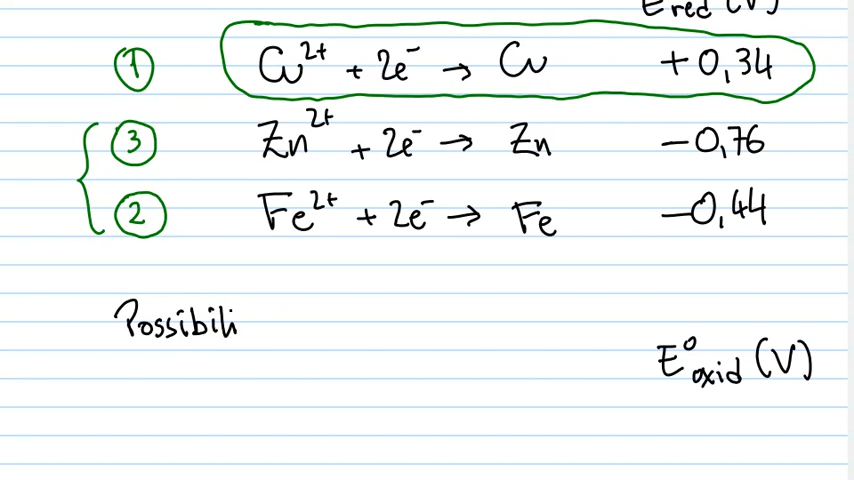 Ered (V)
1 Cu²⁺ + 2e⁻ → Cu +0,34
3 Zn²⁺ + 2e⁻ → Zn −0,76
2 Fe²⁺ + 2e⁻ → Fe −0,44
Possibili
E⁰oxid (V)